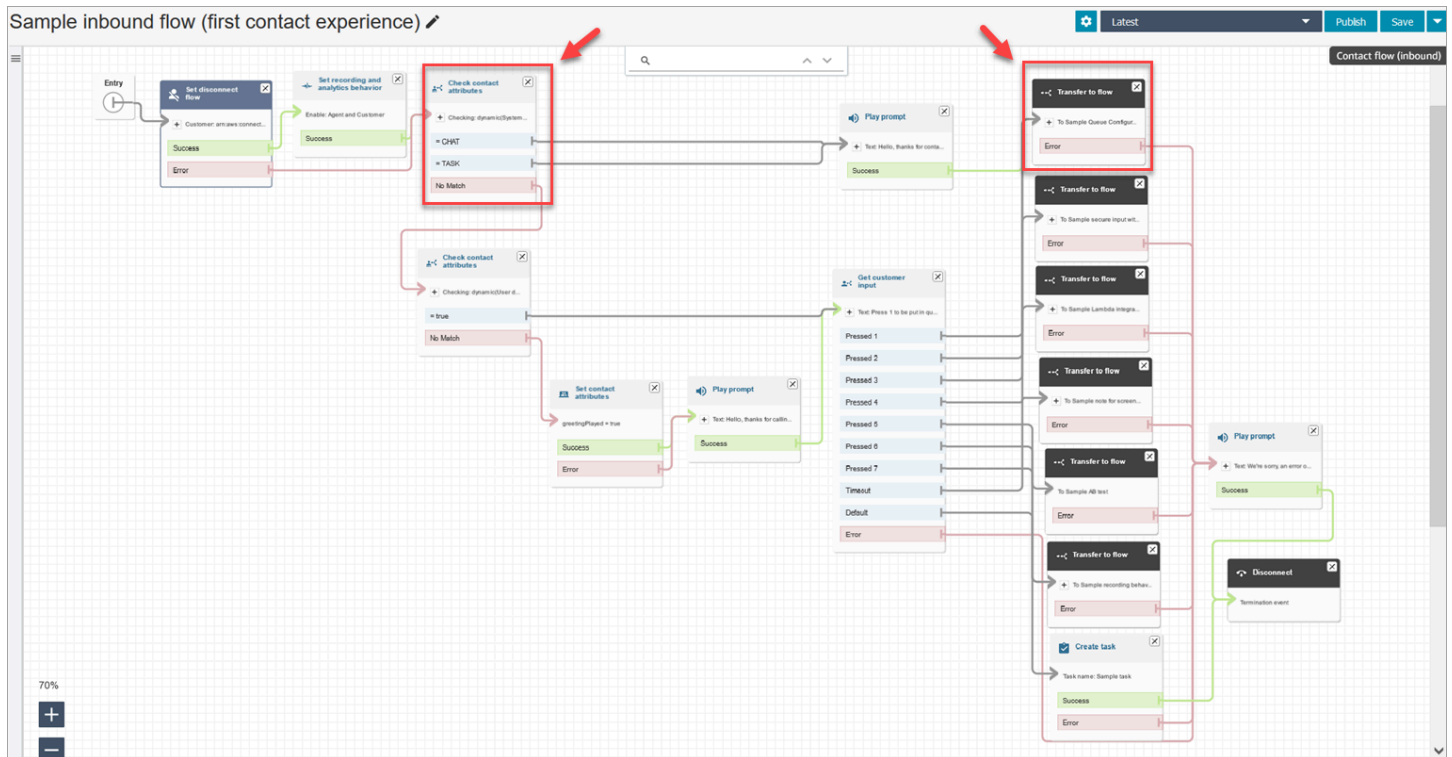 Sample inbound flow (first contact experience)
Latest
Publish
Save
Contact flow (inbound)
Entry
Set disconnect
flow
Customer: arn:aws:connect...
Success
Error
Set recording and
analytics behavior
Enable: Agent and Customer
Success
Check contact
attributes
Checking: dynamic(System...
= CHAT
= TASK
No Match
Play prompt
Text: Hello, thanks for conta...
Success
Transfer to flow
To Sample Queue Configur...
Error
Transfer to flow
To Sample secure input wit...
Error
Check contact
attributes
Checking: dynamic(User d...
= true
No Match
Get customer
input
Text: Press 1 to be put in qu...
Pressed 1
Pressed 2
Pressed 3
Pressed 4
Pressed 5
Pressed 6
Pressed 7
Timeout
Default
Error
Transfer to flow
To Sample Lambda integra...
Error
Set contact
attributes
greetingPlayed = true
Success
Error
Play prompt
Text: Hello, thanks for callin...
Success
Transfer to flow
To Sample note for screen...
Error
Transfer to flow
To Sample AB test
Error
Transfer to flow
To Sample recording behav...
Error
Create task
Task name: Sample task
Success
Error
Play prompt
Text: We're sorry, an error o...
Success
Disconnect
Termination event
70%